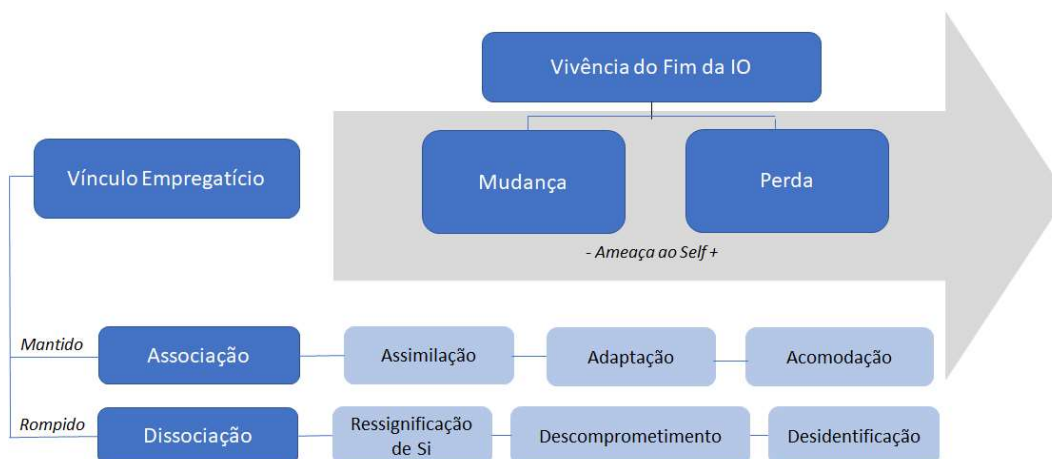 Vivência do Fim da IO
Vínculo Empregatício
Mudança
Perda
- Ameaça ao Self +
Mantido
Associação
Assimilação
Adaptação
Acomodação
Rompido
Dissociação
Ressignificação
de Si
Descomprometimento
Desidentificação